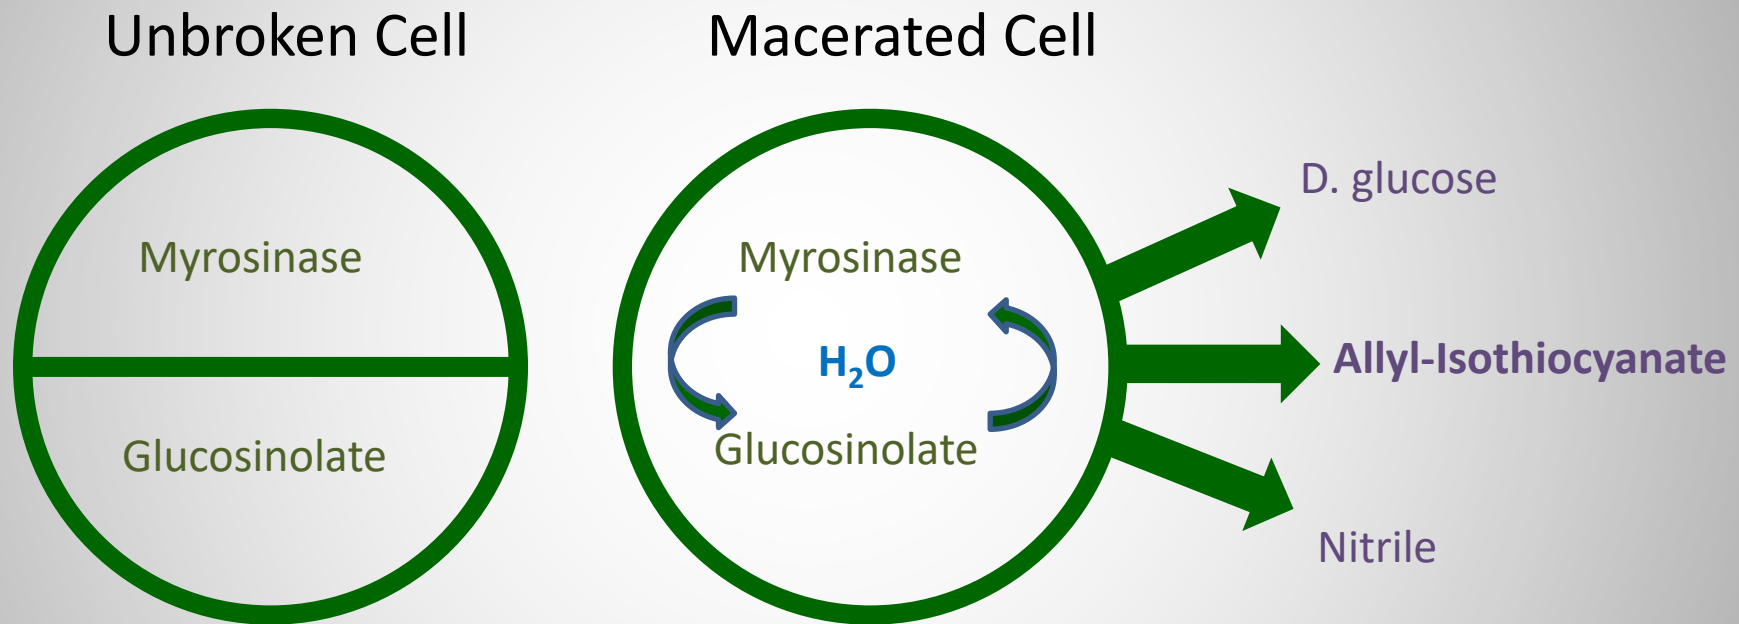 Unbroken Cell
Macerated Cell
Myrosinase
Glucosinolate
Myrosinase
H₂O
Glucosinolate
D. glucose
Allyl-Isothiocyanate
Nitrile